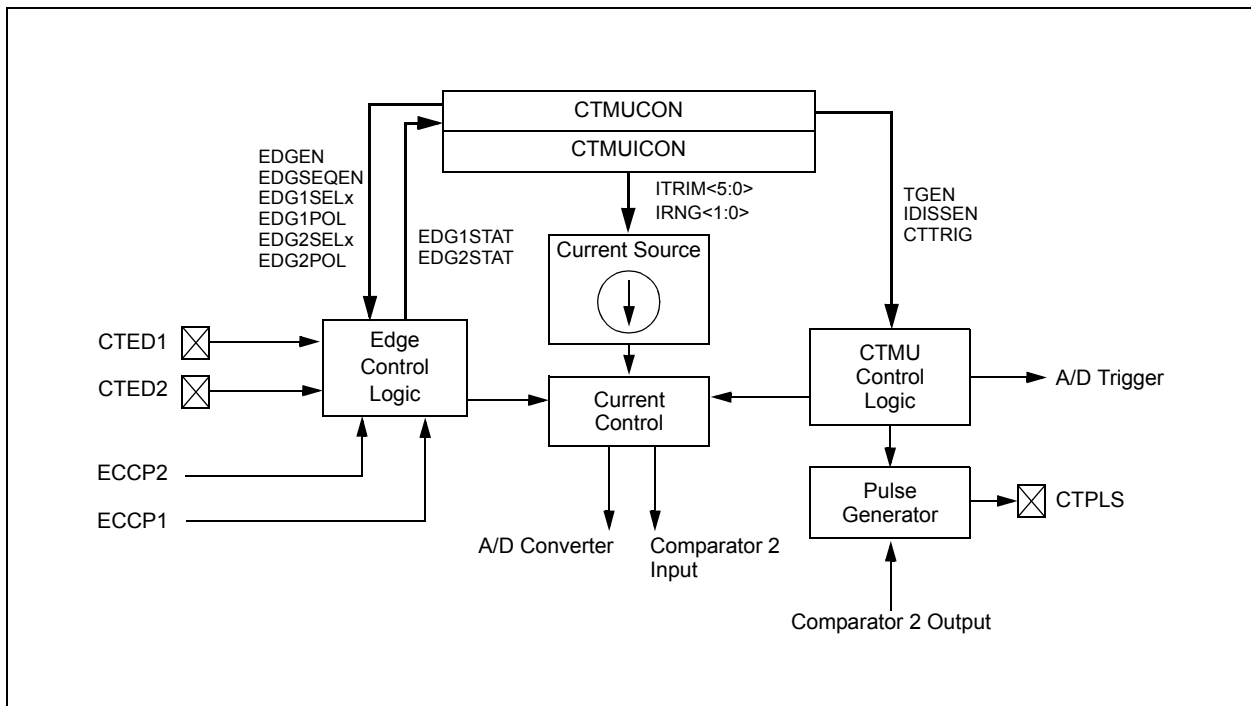 CTMUCON
CTMUICON
EDGEN
EDGSEQEN
EDG1SELx
EDG1POL
EDG2SELx
EDG2POL
EDG1STAT
EDG2STAT
ITRIM<5:0>
IRNG<1:0>
TGEN
IDISSEN
CTTRIG
Current Source
CTED1
CTED2
Edge
Control
Logic
Current
Control
CTMU
Control
Logic
A/D Trigger
ECCP2
ECCP1
Pulse
Generator
CTPLS
A/D Converter
Comparator 2
Input
Comparator 2 Output